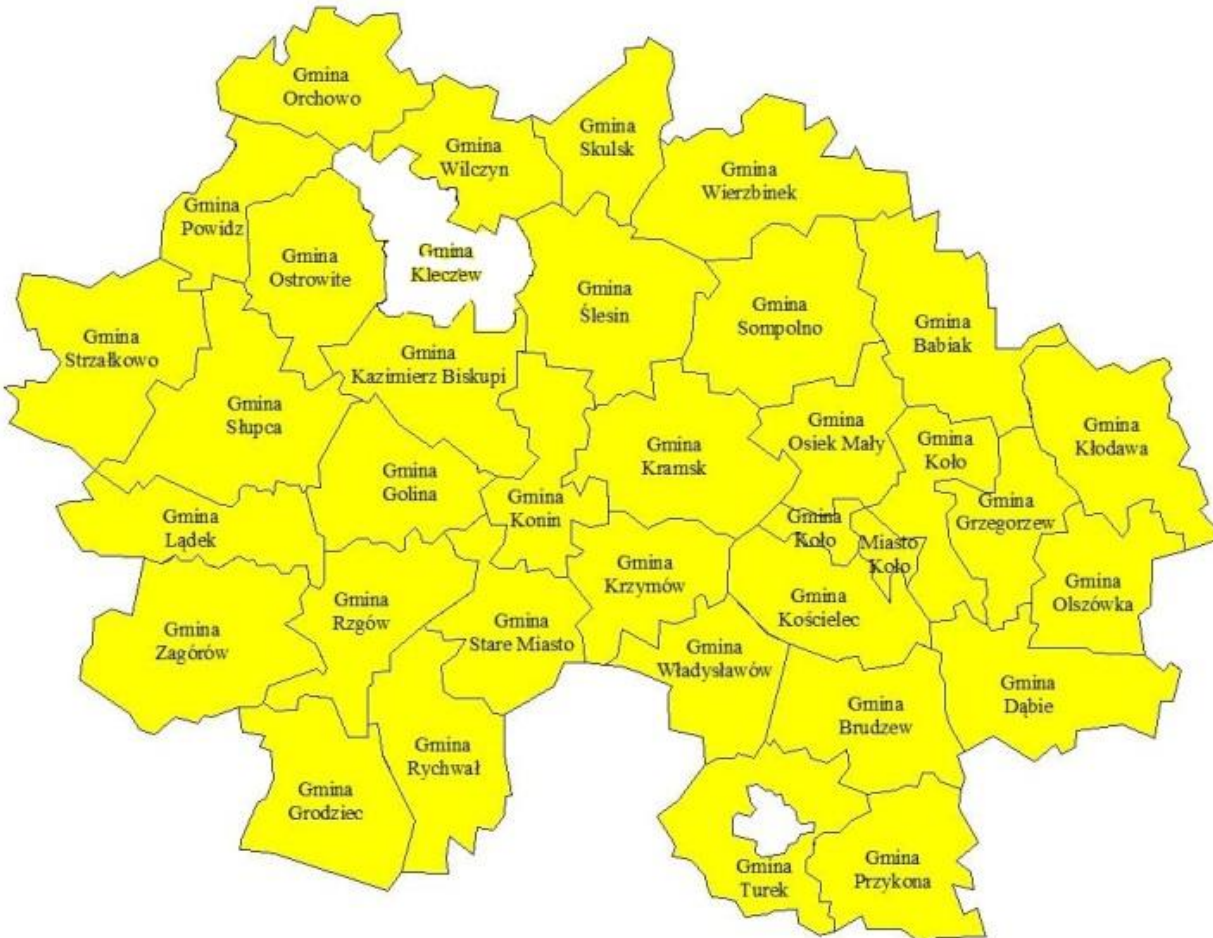 Gmina
Orchowo
Gmina
Wilczyn
Gmina
Skulsk
Gmina
Wierzbinek
Gmina
Powidz
Gmina
Ostrowite
Gmina
Kleczew
Gmina
Ślesin
Gmina
Sompolno
Gmina
Babiak
Gmina
Strzałkowo
Gmina
Kazimierz Biskupi
Gmina
Słupca
Gmina
Golina
Gmina
Kramsk
Gmina
Osiek Mały
Gmina
Koło
Gmina
Kłodawa
Gmina
Lądek
Gmina
Konin
Gmina
Koło
Miasto
Koło
Gmina
Grzegorzew
Gmina
Zagórów
Gmina
Rzgów
Gmina
Stare Miasto
Gmina
Krzymów
Gmina
Kościelec
Gmina
Olszówka
Gmina
Władysławów
Gmina
Brudzew
Gmina
Dąbie
Gmina
Grodziec
Gmina
Rychwał
Gmina
Turek
Gmina
Przykona